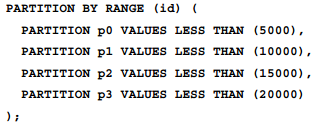 PARTITION BY RANGE (id) (
  PARTITION p0 VALUES LESS THAN (5000),
  PARTITION p1 VALUES LESS THAN (10000),
  PARTITION p2 VALUES LESS THAN (15000),
  PARTITION p3 VALUES LESS THAN (20000)
);